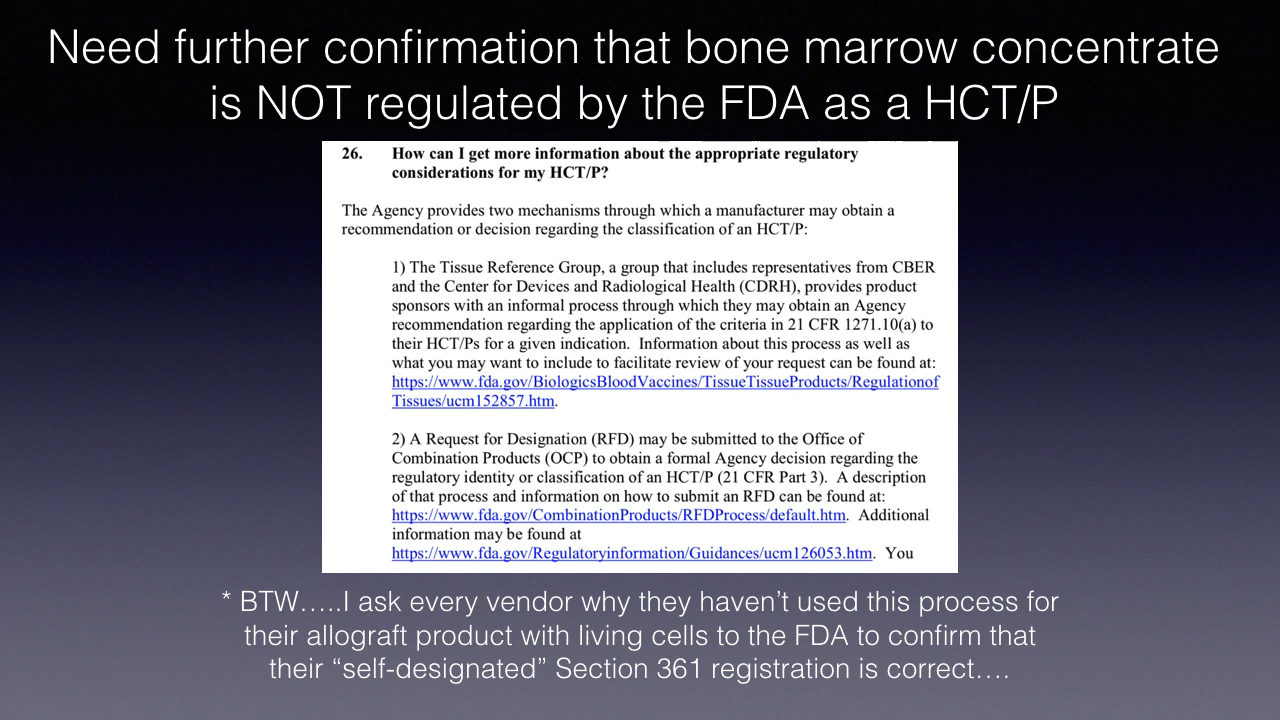 Need further confirmation that bone marrow concentrate
is NOT regulated by the FDA as a HCT/P
26. How can I get more information about the appropriate regulatory
considerations for my HCT/P?
The Agency provides two mechanisms through which a manufacturer may obtain a
recommendation or decision regarding the classification of an HCT/P:
1) The Tissue Reference Group, a group that includes representatives from CBER
and the Center for Devices and Radiological Health (CDRH), provides product
sponsors with an informal process through which they may obtain an Agency
recommendation regarding the application of the criteria in 21 CFR 1271.10(a) to
their HCT/Ps for a given indication.  Information about this process as well as
what you may want to include to facilitate review of your request can be found at:
https://www.fda.gov/BiologicsBloodVaccines/TissueTissueProducts/Regulationof
Tissues/ucm152857.htm.
2) A Request for Designation (RFD) may be submitted to the Office of
Combination Products (OCP) to obtain a formal Agency decision regarding the
regulatory identity or classification of an HCT/P (21 CFR Part 3).  A description
of that process and information on how to submit an RFD can be found at:
https://www.fda.gov/CombinationProducts/RFDProcess/default.htm.  Additional
information may be found at
https://www.fda.gov/Regulatoryinformation/Guidances/ucm126053.htm.  You
* BTW…..I ask every vendor why they haven’t used this process for
their allograft product with living cells to the FDA to confirm that
their “self-designated” Section 361 registration is correct….